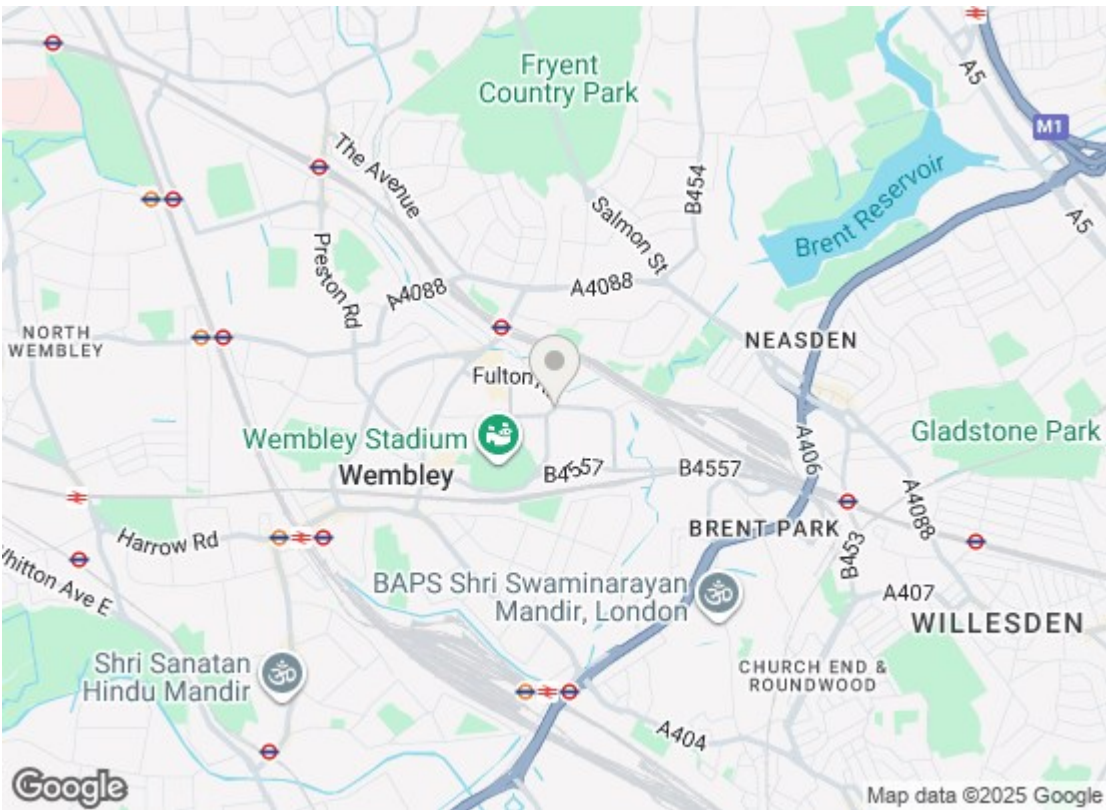 Fryent
Country Park
A5
M1
The Avenue
B454
Salmon St
Brent Reservoir
A5
Preston Rd
A4088
A4088
NORTH
WEMBLEY
NEASDEN
Wembley Stadium
Wembley
B4557
B4557
A406
Gladstone Park
A4088
Harrow Rd
BRENT PARK
B453
Whitton Ave E
BAPS Shri Swaminarayan
Mandir, London
A407
WILLESDEN
Shri Sanatan
Hindu Mandir
CHURCH END &
ROUNDWOOD
A404
Google
Map data ©2025 Google